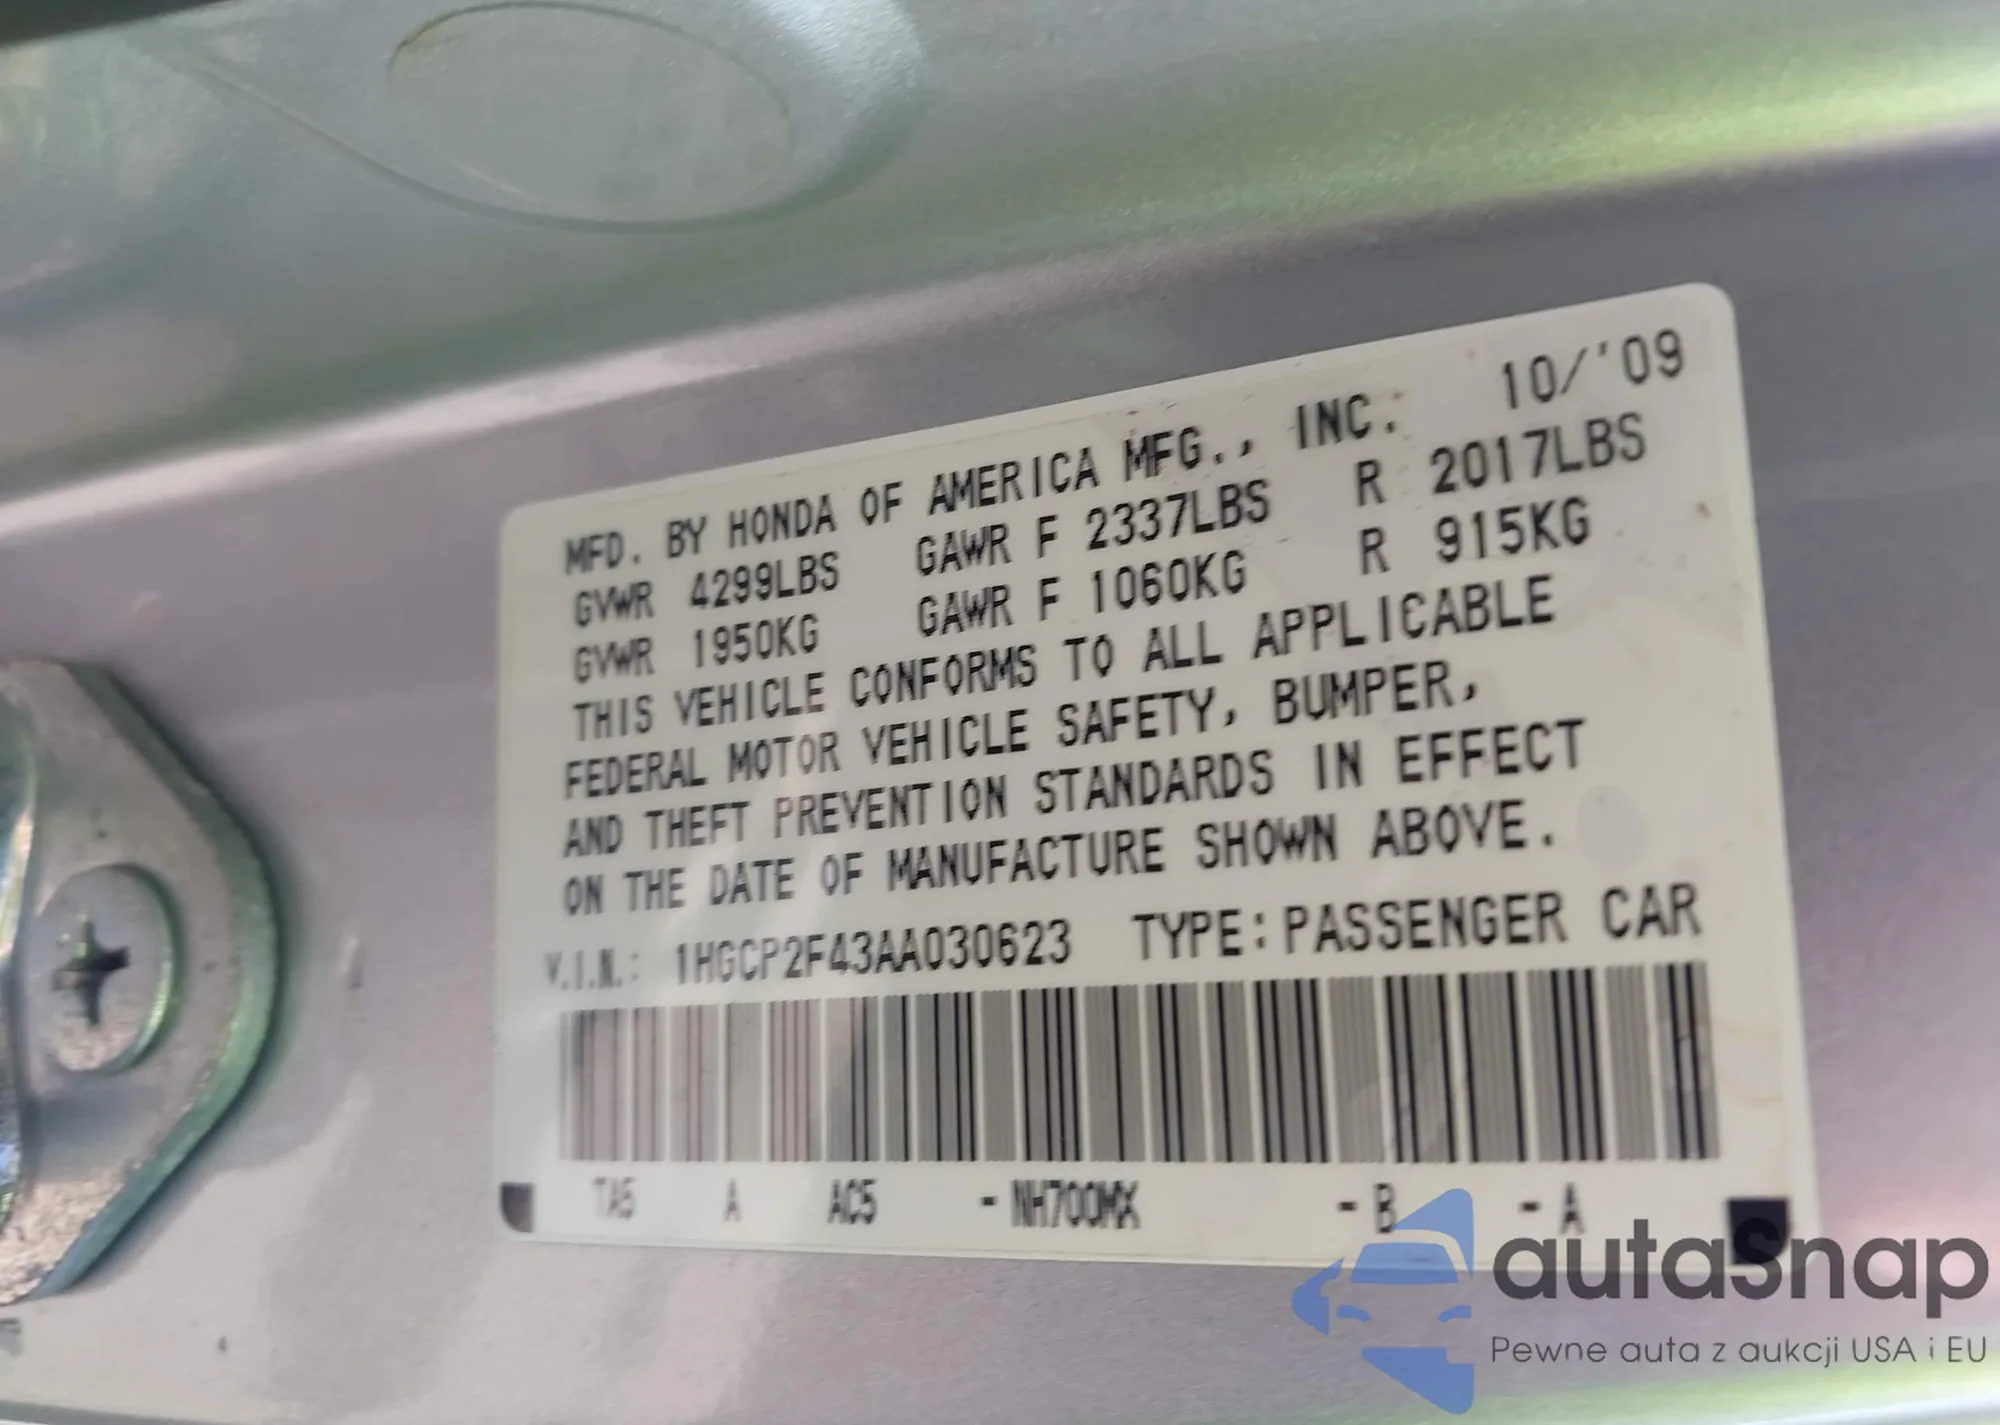 MFD. BY HONDA OF AMERICA MFG., INC. 10/'09
GVWR 4299LBS GAWR F 2337LBS R 2017LBS
GVWR 1950KG GAWR F 1060KG R 915KG
THIS VEHICLE CONFORMS TO ALL APPLICABLE
FEDERAL MOTOR VEHICLE SAFETY, BUMPER,
AND THEFT PREVENTION STANDARDS IN EFFECT
ON THE DATE OF MANUFACTURE SHOWN ABOVE.
V.I.N.: 1HGCP2F43AA030623 TYPE: PASSENGER CAR
TA5 A AC5 - NH700MX - B - A
autasnap
Pewne auta z aukcji USA i EU